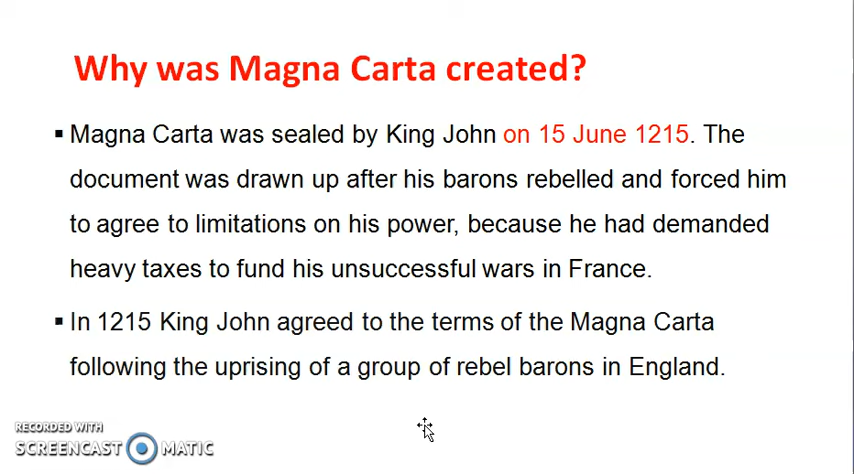 Why was Magna Carta created?
▪ Magna Carta was sealed by King John on 15 June 1215. The
document was drawn up after his barons rebelled and forced him
to agree to limitations on his power, because he had demanded
heavy taxes to fund his unsuccessful wars in France.
▪ In 1215 King John agreed to the terms of the Magna Carta
following the uprising of a group of rebel barons in England.
RECORDED WITH
SCREENCAST MATIC